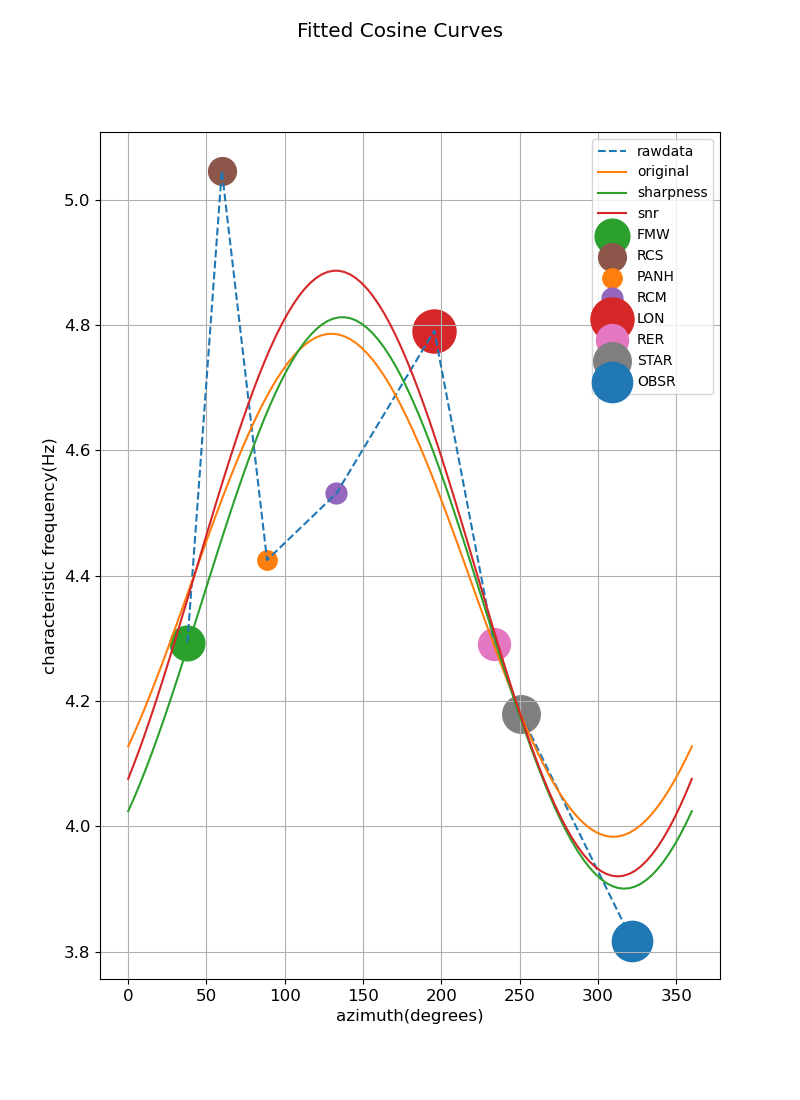 Fitted Cosine Curves
rawdata
original
sharpness
snr
FMW
RCS
PANH
RCM
LON
RER
STAR
OBSR
5.0
4.8
4.6
4.4
4.2
4.0
3.8
characteristic frequency(Hz)
0 50 100 150 200 250 300 350
azimuth(degrees)